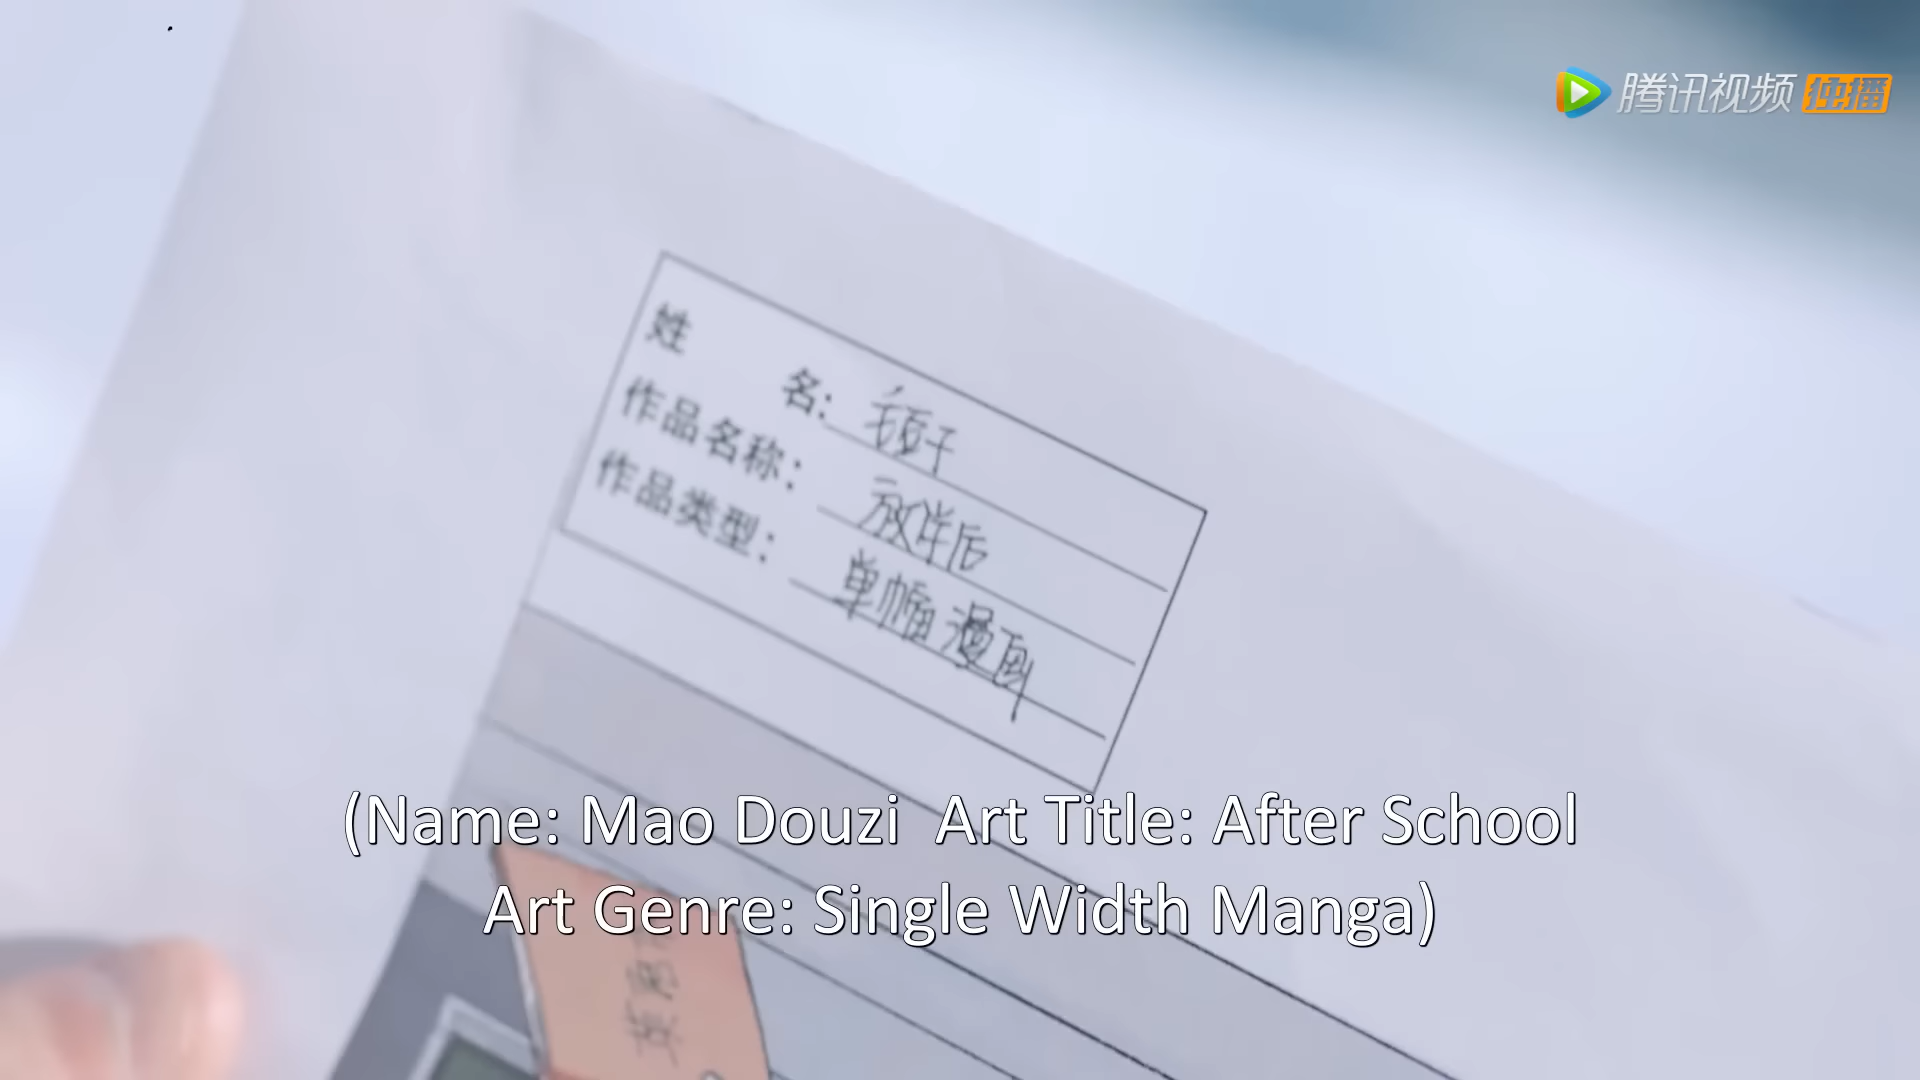 腾讯视频 独播
姓 名: 毛豆子
作品名称: 放学后
作品类型: 单幅漫画
(Name: Mao Douzi Art Title: After School
Art Genre: Single Width Manga)